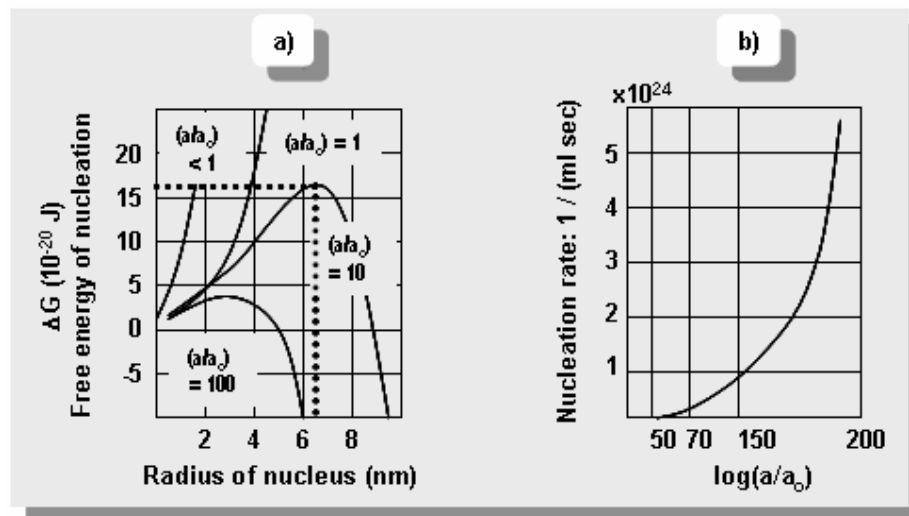 a)
ΔG (10-20 J)
Free energy of nucleation
20
15
10
5
0
-5
(a/ao)
< 1
(a/ao) = 1
(a/ao)
= 10
(a/ao)
= 100
2 4 6 8
Radius of nucleus (nm)
b)
×10²⁴
Nucleation rate: 1 / (ml sec)
5
4
3
2
1
50 70 150 200
log(a/ao)